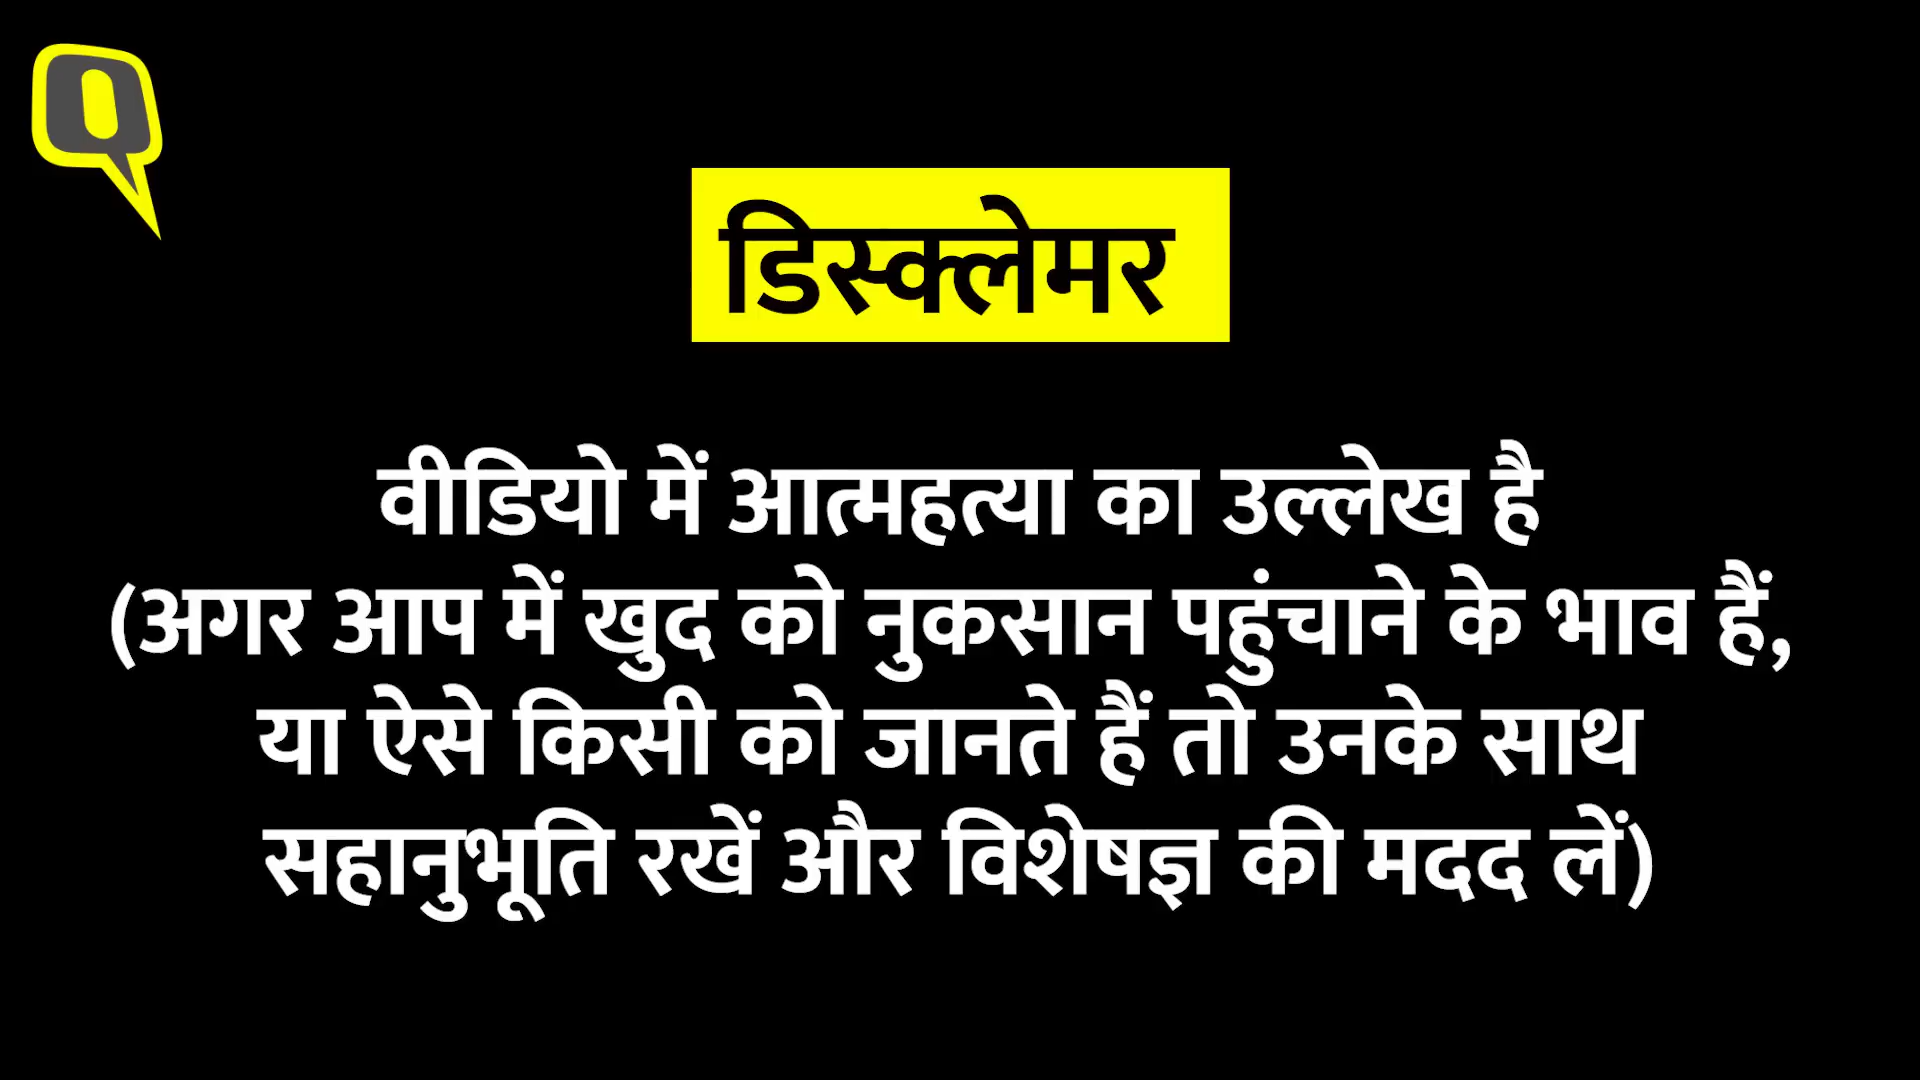 Q
डिस्क्लेमर
वीडियो में आत्महत्या का उल्लेख है
(अगर आप में खुद को नुकसान पहुंचाने के भाव हैं,
या ऐसे किसी को जानते हैं तो उनके साथ
सहानुभूति रखें और विशेषज्ञ की मदद लें)